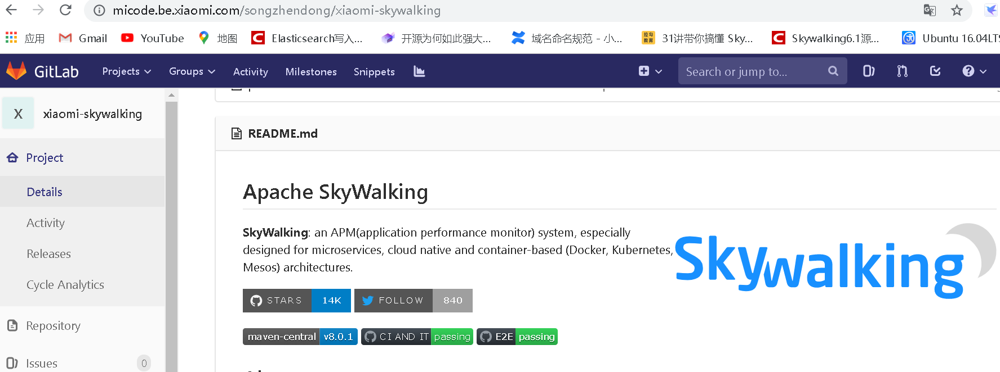 micode.be.xiaomi.com/songzhendong/xiaomi-skywalking
应用 Gmail YouTube 地图 Elasticsearch写入... 开源为何如此强大... 域名命名规范 - 小... 31讲带你搞懂 Sky... Skywalking6.1源... Ubuntu 16.04LTS
GitLab Projects Groups Activity Milestones Snippets Search or jump to...
X xiaomi-skywalking
README.md
Project
Details
Activity
Releases
Cycle Analytics
Repository
Issues 0
Apache SkyWalking
SkyWalking: an APM(application performance monitor) system, especially
designed for microservices, cloud native and container-based (Docker, Kubernetes,
Mesos) architectures.
Skywalking
STARS 14K FOLLOW 840
maven-central v8.0.1 CI AND IT passing E2E passing